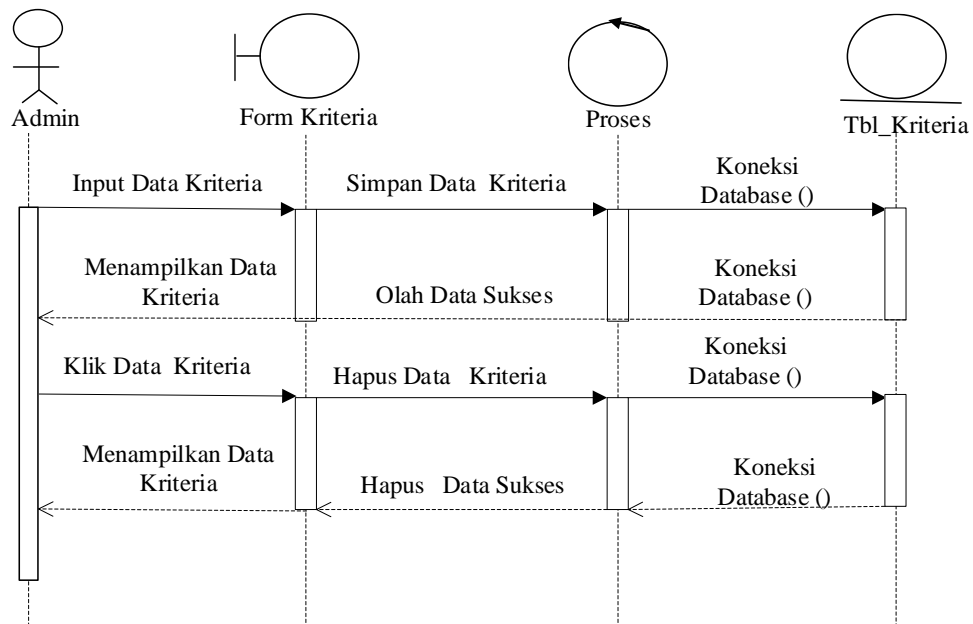 Admin
Form Kriteria
Proses
Tbl_Kriteria
Input Data Kriteria
Simpan Data Kriteria
Koneksi
Database ()
Menampilkan Data
Kriteria
Olah Data Sukses
Koneksi
Database ()
Klik Data Kriteria
Hapus Data Kriteria
Koneksi
Database ()
Menampilkan Data
Kriteria
Hapus Data Sukses
Koneksi
Database ()